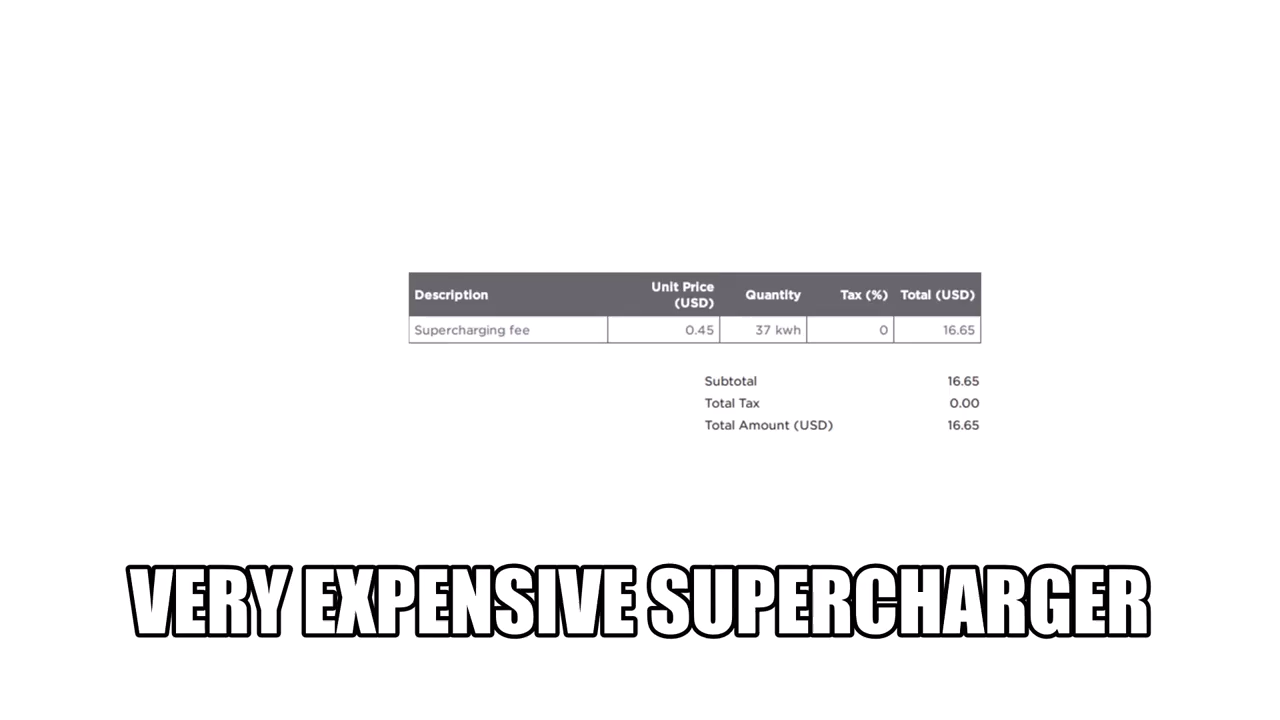 Description Unit Price (USD) Quantity Tax (%) Total (USD)
Supercharging fee 0.45 37 kwh 0 16.65
Subtotal 16.65
Total Tax 0.00
Total Amount (USD) 16.65
VERY EXPENSIVE SUPERCHARGER